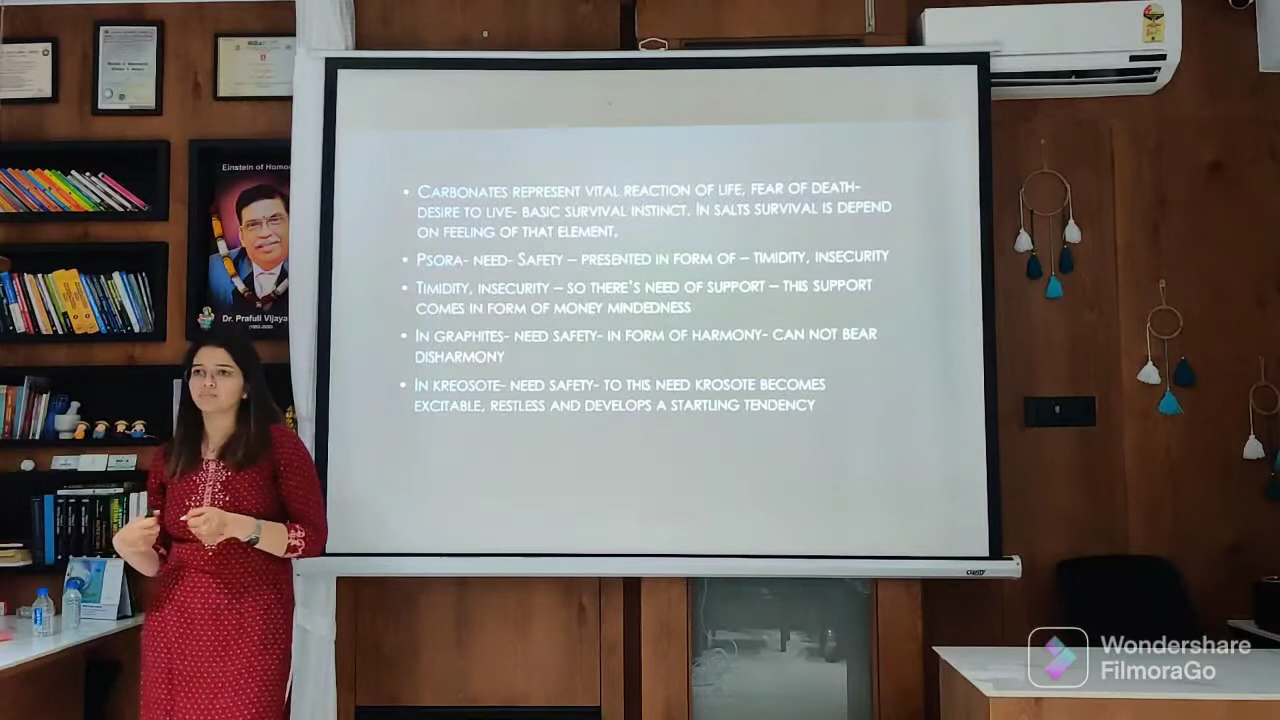 Einstein of Homoe
Dr. Prafull Vijaya
• CARBONATES REPRESENT VITAL REACTION OF LIFE, FEAR OF DEATH-
DESIRE TO LIVE- BASIC SURVIVAL INSTINCT. IN SALTS SURVIVAL IS DEPEND
ON FEELING OF THAT ELEMENT.
• PSORA- NEED- SAFETY – PRESENTED IN FORM OF – TIMIDITY, INSECURITY
• TIMIDITY, INSECURITY – SO THERE'S NEED OF SUPPORT – THIS SUPPORT
COMES IN FORM OF MONEY MINDEDNESS
• IN GRAPHITES- NEED SAFETY- IN FORM OF HARMONY- CAN NOT BEAR
DISHARMONY
• IN KREOSOTE- NEED SAFETY- TO THIS NEED KROSOTE BECOMES
EXCITABLE, RESTLESS AND DEVELOPS A STARTLING TENDENCY
Wondershare
FilmoraGo